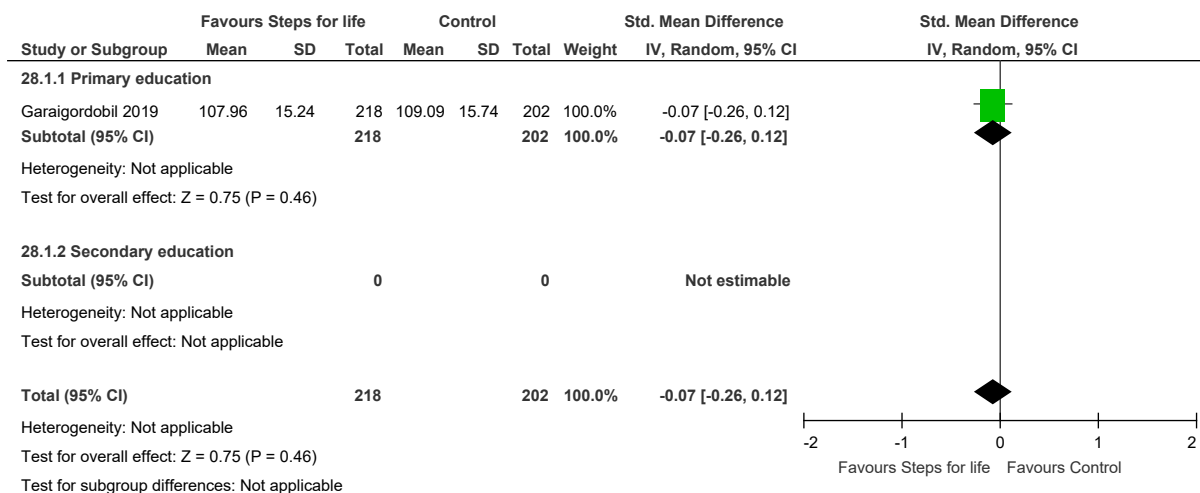 Favours Steps for life Control Std. Mean Difference Std. Mean Difference
Study or Subgroup Mean SD Total Mean SD Total Weight IV, Random, 95% CI IV, Random, 95% CI
28.1.1 Primary education
Garaigordobil 2019 107.96 15.24 218 109.09 15.74 202 100.0% -0.07 [-0.26, 0.12]
Subtotal (95% CI) 218 202 100.0% -0.07 [-0.26, 0.12]
Heterogeneity: Not applicable
Test for overall effect: Z = 0.75 (P = 0.46)
28.1.2 Secondary education
Subtotal (95% CI) 0 0 Not estimable
Heterogeneity: Not applicable
Test for overall effect: Not applicable
Total (95% CI) 218 202 100.0% -0.07 [-0.26, 0.12]
Heterogeneity: Not applicable
Test for overall effect: Z = 0.75 (P = 0.46)
Test for subgroup differences: Not applicable
-2 -1 0 1 2
Favours Steps for life Favours Control